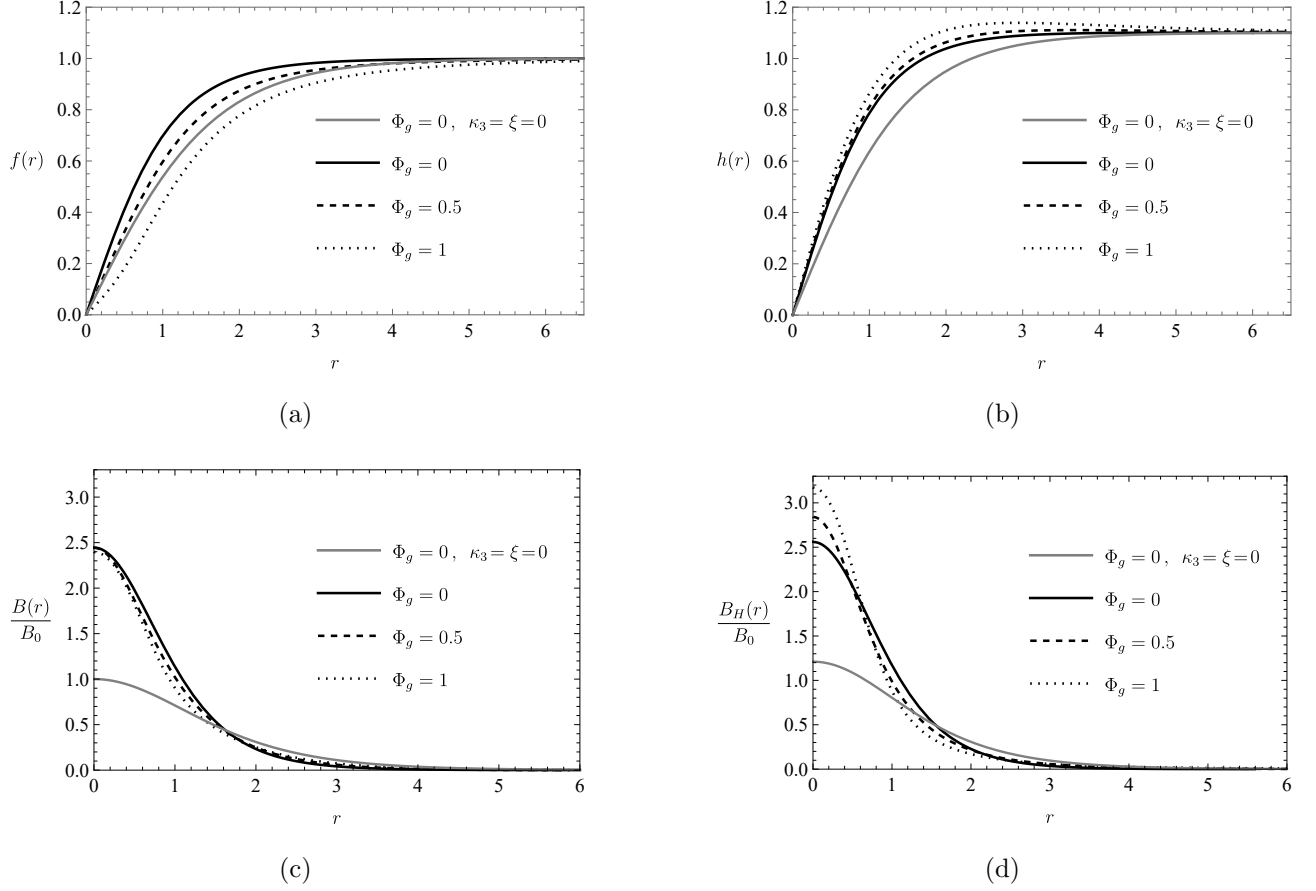 1.2
1.0
0.8
0.6
0.4
0.2
0.0
f(r)
Φ_g = 0 , κ_3 = ξ = 0
Φ_g = 0
Φ_g = 0.5
Φ_g = 1
0 1 2 3 4 5 6
r
(a)
1.2
1.0
0.8
0.6
0.4
0.2
0.0
h(r)
Φ_g = 0 , κ_3 = ξ = 0
Φ_g = 0
Φ_g = 0.5
Φ_g = 1
0 1 2 3 4 5 6
r
(b)
3.0
2.5
2.0
1.5
1.0
0.5
0.0
B(r)
B_0
Φ_g = 0 , κ_3 = ξ = 0
Φ_g = 0
Φ_g = 0.5
Φ_g = 1
0 1 2 3 4 5 6
r
(c)
3.0
2.5
2.0
1.5
1.0
0.5
0.0
B_H(r)
B_0
Φ_g = 0 , κ_3 = ξ = 0
Φ_g = 0
Φ_g = 0.5
Φ_g = 1
0 1 2 3 4 5 6
r
(d)